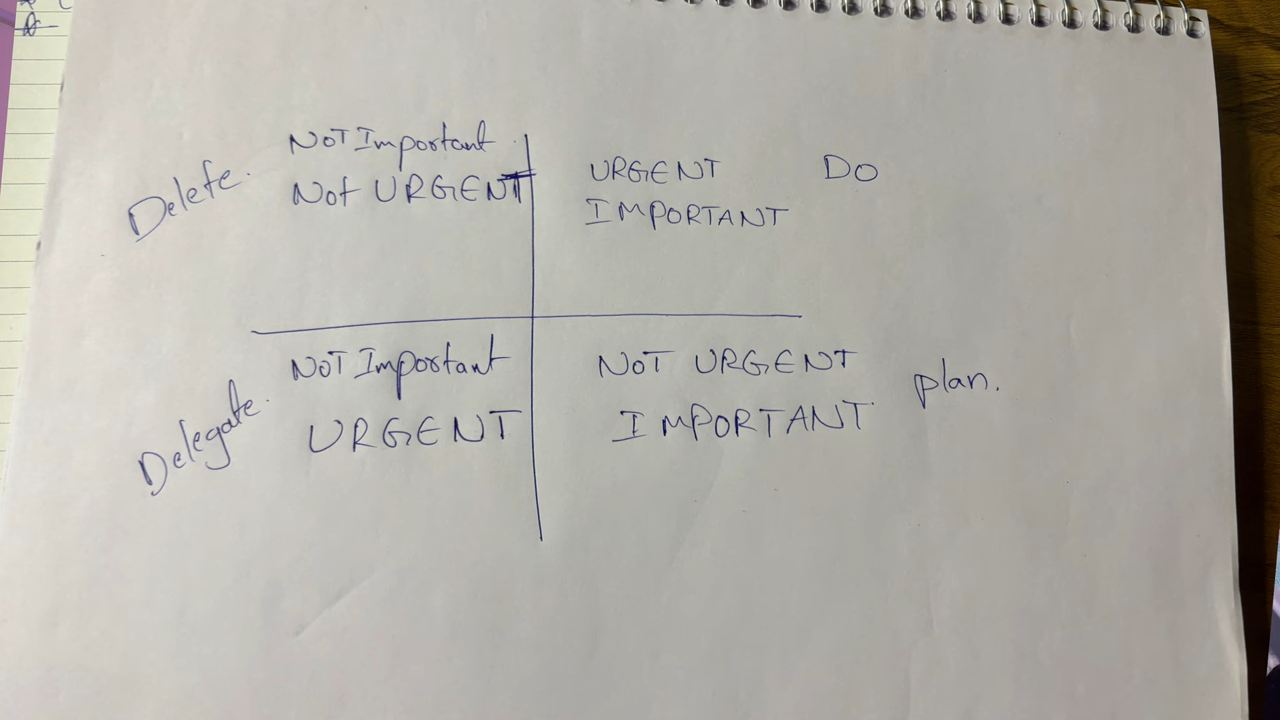 Delete.
NOT Important
Not URGENT
URGENT
IMPORTANT
DO
Delegate.
NOT Important
URGENT
NOT URGENT
IMPORTANT
plan.